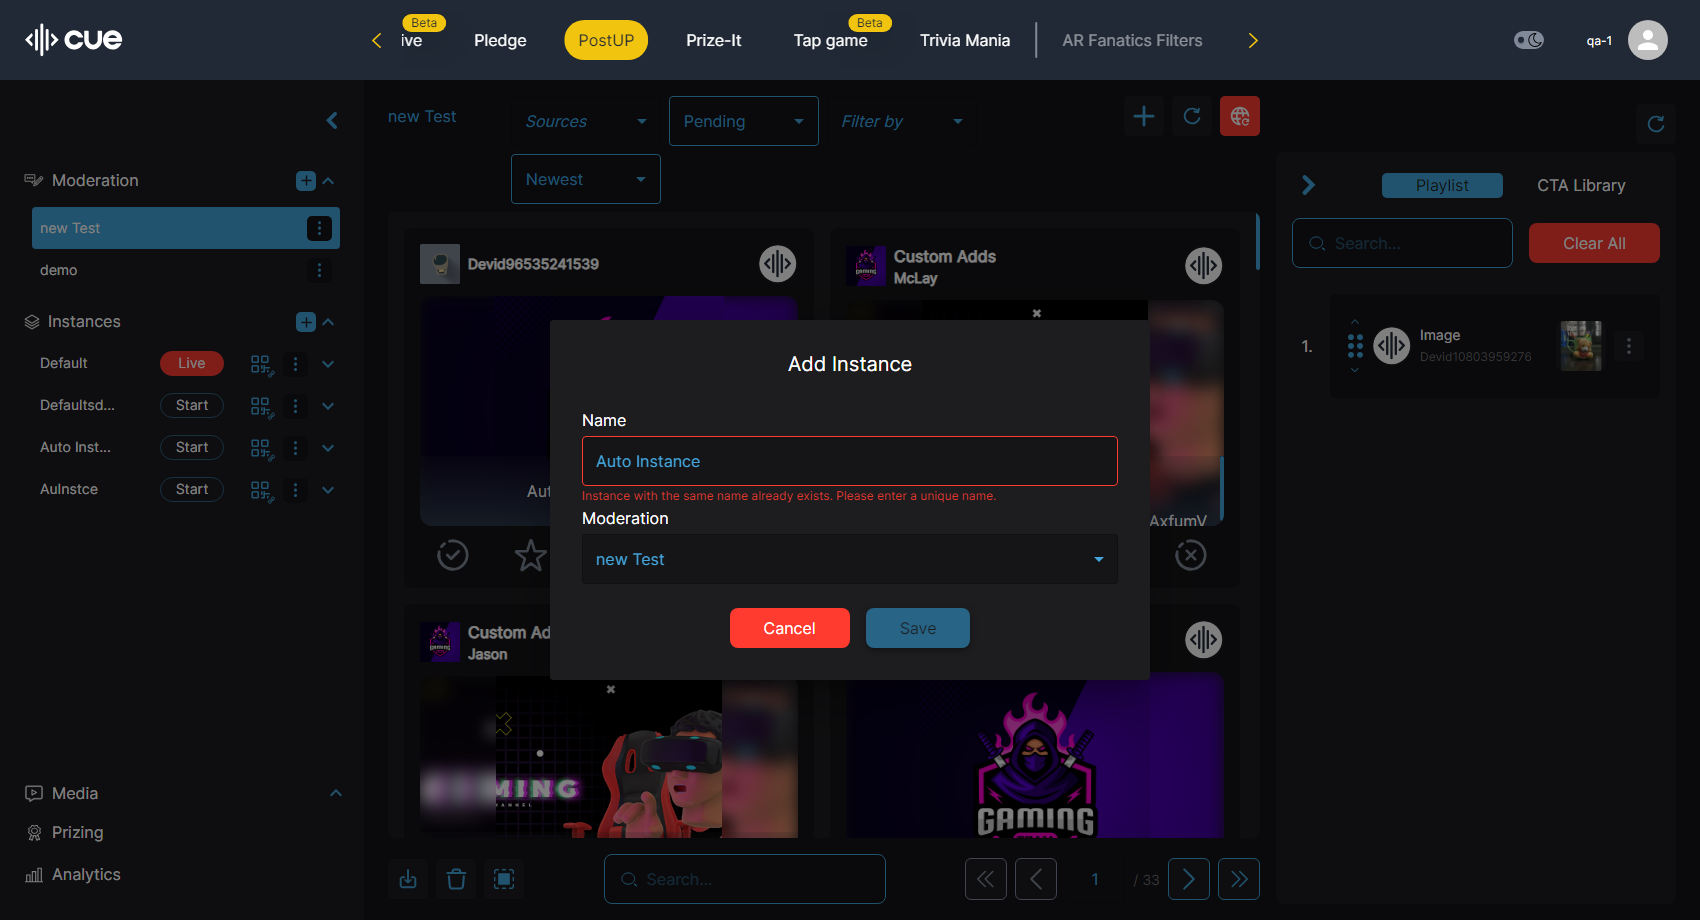 cue
Beta
Beta
ive
Pledge
PostUP
Prize-It
Tap game
Trivia Mania
AR Fanatics Filters
qa-1
Moderation
new Test
demo
Instances
Default
Live
Defaultsd...
Start
Auto Inst...
Start
AuInstce
Start
Media
Prizing
Analytics
new Test
Sources
Pending
Filter by
Newest
Devid96535241539
Aut
Custom Adds
McLay
AxfumV
Add Instance
Name
Auto Instance
Instance with the same name already exists. Please enter a unique name.
Moderation
new Test
Cancel
Save
Custom Ad
Jason
MING
GAMING
Search...
1
/ 33
Playlist
CTA Library
Search...
Clear All
1.
Image
Devid10803959276